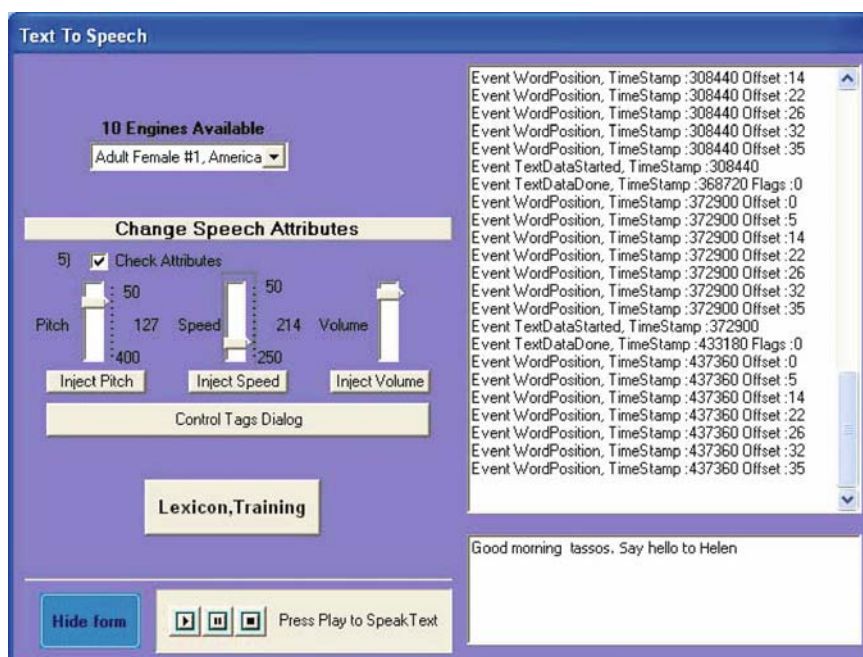 Text To Speech
10 Engines Available
Adult Female #1, America
Change Speech Attributes
5) Check Attributes
50
50
Pitch 127 Speed 214 Volume
400
250
Inject Pitch Inject Speed Inject Volume
Control Tags Dialog
Lexicon,Training
Hide form
Press Play to SpeakText
Event WordPosition, TimeStamp :308440 Offset :14
Event WordPosition, TimeStamp :308440 Offset :22
Event WordPosition, TimeStamp :308440 Offset :26
Event WordPosition, TimeStamp :308440 Offset :32
Event WordPosition, TimeStamp :308440 Offset :35
Event TextDataStarted, TimeStamp :308440
Event TextDataDone, TimeStamp :368720 Flags :0
Event WordPosition, TimeStamp :372900 Offset :0
Event WordPosition, TimeStamp :372900 Offset :5
Event WordPosition, TimeStamp :372900 Offset :14
Event WordPosition, TimeStamp :372900 Offset :22
Event WordPosition, TimeStamp :372900 Offset :26
Event WordPosition, TimeStamp :372900 Offset :32
Event WordPosition, TimeStamp :372900 Offset :35
Event TextDataStarted, TimeStamp :372900
Event TextDataDone, TimeStamp :433180 Flags :0
Event WordPosition, TimeStamp :437360 Offset :0
Event WordPosition, TimeStamp :437360 Offset :5
Event WordPosition, TimeStamp :437360 Offset :14
Event WordPosition, TimeStamp :437360 Offset :22
Event WordPosition, TimeStamp :437360 Offset :26
Event WordPosition, TimeStamp :437360 Offset :32
Event WordPosition, TimeStamp :437360 Offset :35
Good morning tassos. Say hello to Helen